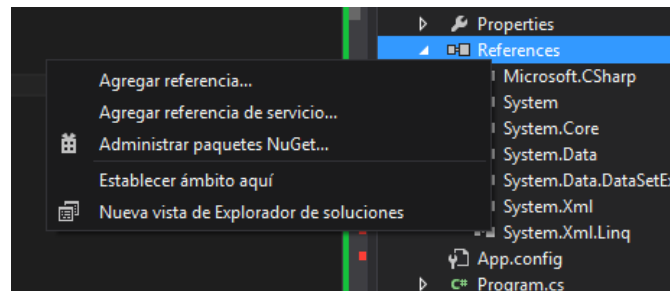 Properties
References
Microsoft.CSharp
System
System.Core
System.Data
System.Data.DataSetEx
System.Xml
System.Xml.Linq
App.config
C# Program.cs
Agregar referencia...
Agregar referencia de servicio...
Administrar paquetes NuGet...
Establecer ámbito aquí
Nueva vista de Explorador de soluciones